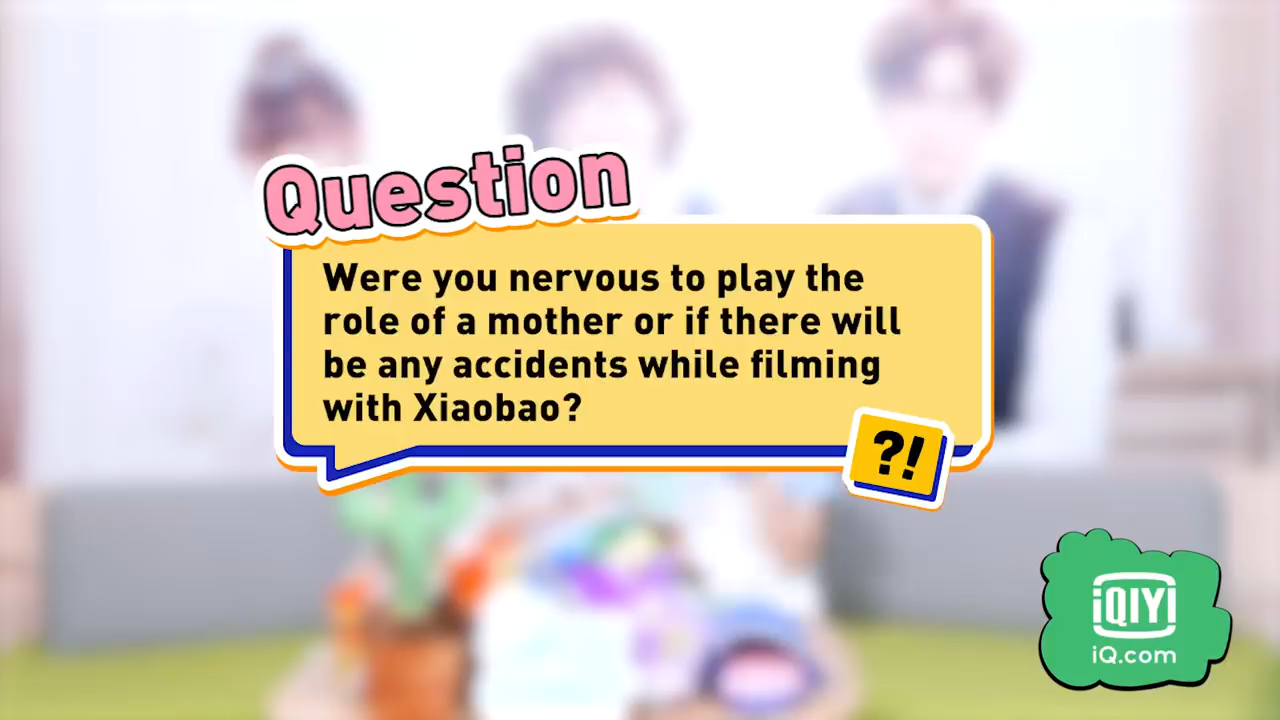 Question
Were you nervous to play the
role of a mother or if there will
be any accidents while filming
with Xiaobao?
?!
iQIYI
iQ.com